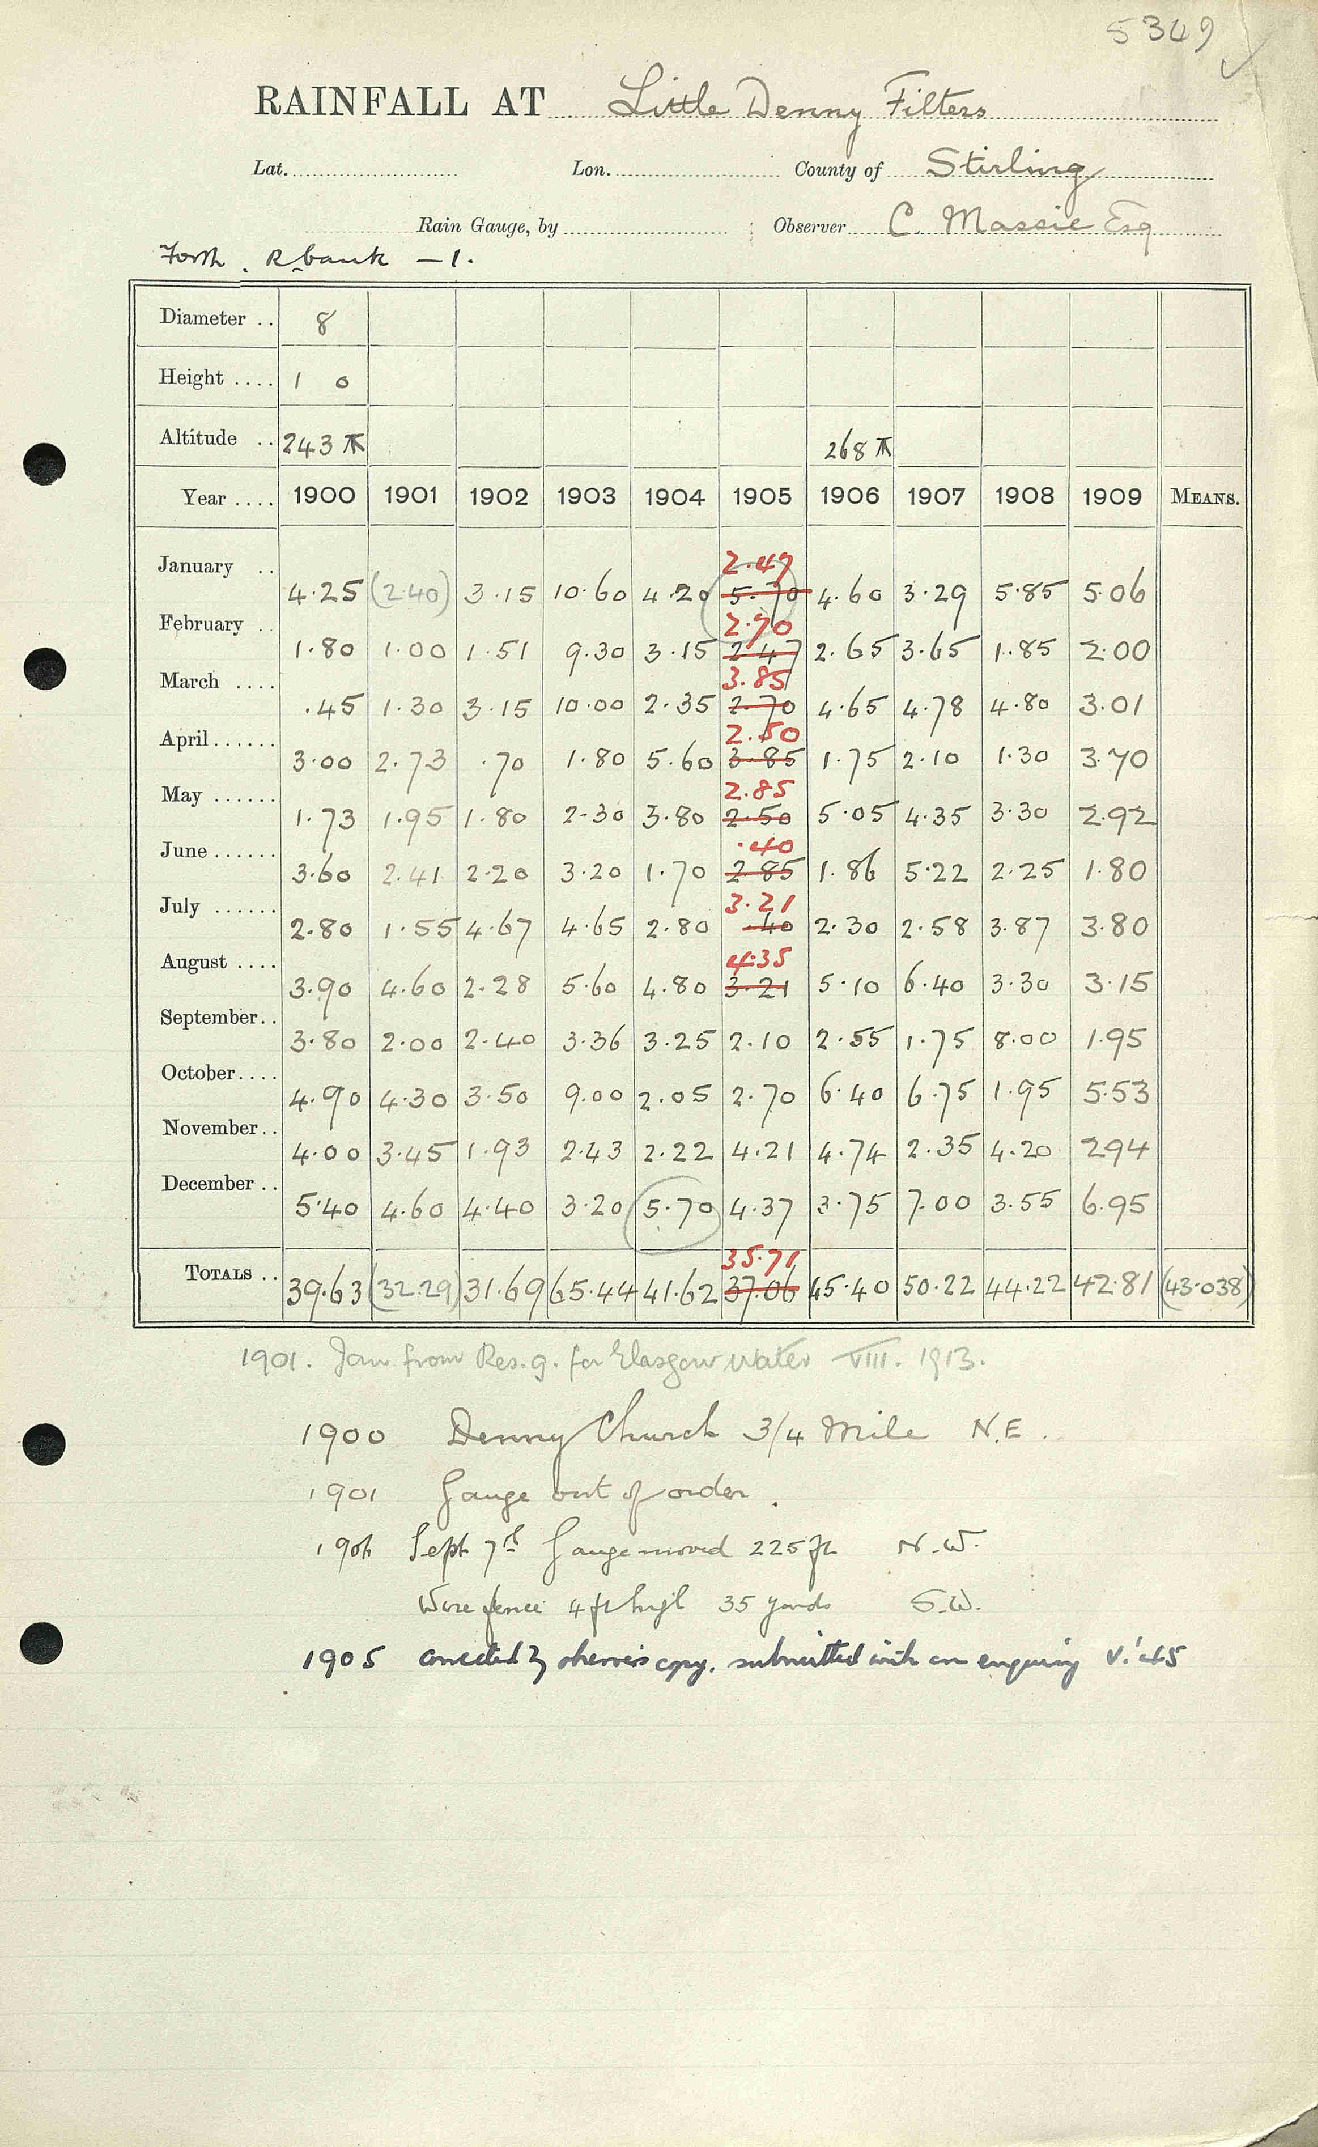 5349
RAINFALL AT Little Denny Filters
Lat. Lon. County of Stirling
Rain Gauge, by Observer C. Massie Esq
Forth. R. bank - 1.
Diameter .. 8
Height .... 1 0
Altitude .. 243 268
Year .... 1900 1901 1902 1903 1904 1905 1906 1907 1908 1909 MEANS.
2.47
January .. 4.25 (2.40) 3.15 10.60 4.20 5.70 4.60 3.29 5.85 5.06
2.70
February .. 1.80 1.00 1.51 9.30 3.15 2.47 2.65 3.65 1.85 2.00
3.85
March .... .45 1.30 3.15 10.00 2.35 2.70 4.65 4.78 4.80 3.01
2.50
April...... 3.00 2.73 .70 1.80 5.60 3.85 1.75 2.10 1.30 3.70
2.85
May ...... 1.73 1.95 1.80 2.30 3.80 2.50 5.05 4.35 3.30 2.92
.40
June...... 3.60 2.41 2.20 3.20 1.70 2.85 1.86 5.22 2.25 1.80
3.21
July ...... 2.80 1.55 4.67 4.65 2.80 .40 2.30 2.58 3.87 3.80
4.35
August .... 3.90 4.60 2.28 5.60 4.80 3.21 5.10 6.40 3.30 3.15
September.. 3.80 2.00 2.40 3.36 3.25 2.10 2.55 1.75 8.00 1.95
October.... 4.90 4.30 3.50 9.00 2.05 2.70 6.40 6.75 1.95 5.53
November.. 4.00 3.45 1.93 2.43 2.22 4.21 4.74 2.35 4.20 2.94
December .. 5.40 4.60 4.40 3.20 5.70 4.37 3.75 7.00 3.55 6.95
35.71
TOTALS .. 39.63 (32.29) 31.69 65.44 41.62 37.06 45.40 50.22 44.22 42.81 (43.038)
1901. Jan from Res. 9. for Glasgow Water VIII. 1913.
1900 Denny Church 3/4 Mile N.E.
1901 Gauge out of order.
1906 Sept 7th Gauge moved 225 ft N.W.
Wire fence 4 ft high 35 yards S.W.
1905 corrected by observer's copy, submitted with an enquiry V.'45